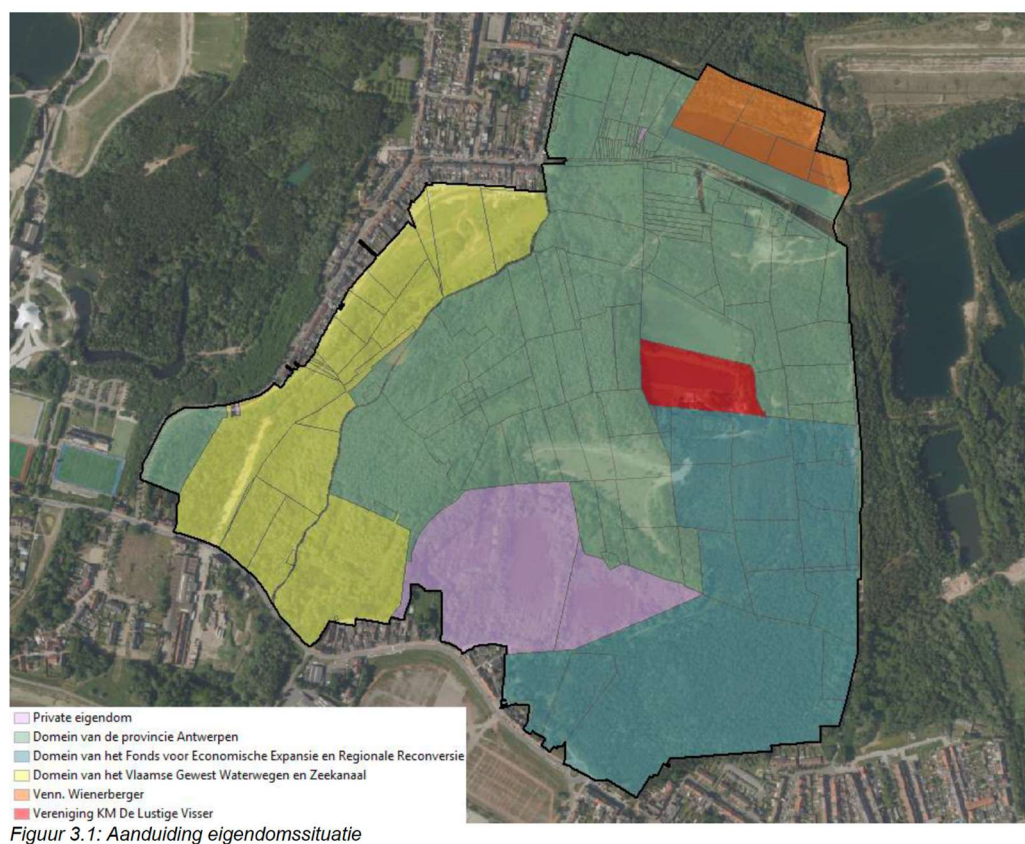 Private eigendom
Domein van de provincie Antwerpen
Domein van het Fonds voor Economische Expansie en Regionale Reconversie
Domein van het Vlaamse Gewest Waterwegen en Zeekanaal
Venn. Wienerberger
Vereniging KM De Lustige Visser
Figuur 3.1: Aanduiding eigendomssituatie